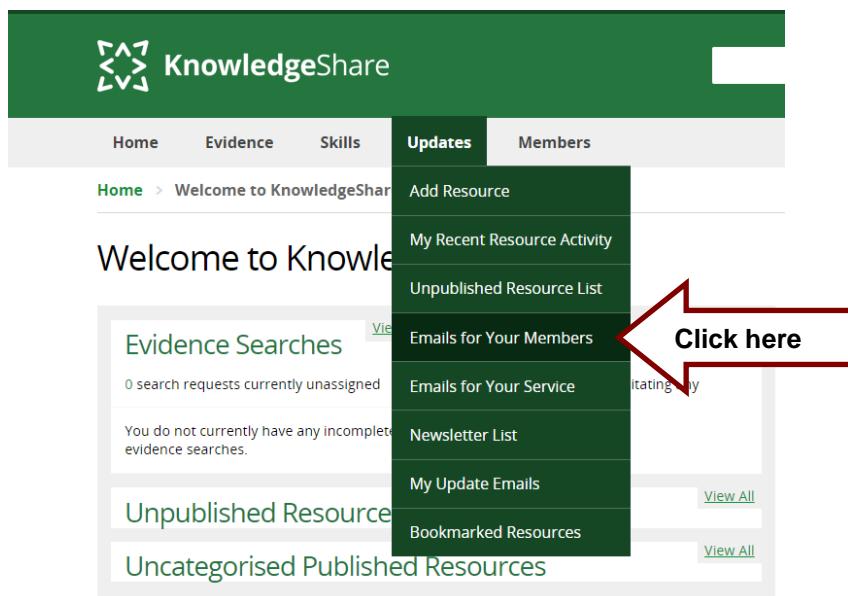 KnowledgeShare
Home Evidence Skills Updates Members
Home > Welcome to KnowledgeShar
Add Resource
My Recent Resource Activity
Unpublished Resource List
Emails for Your Members
Emails for Your Service
Newsletter List
My Update Emails
Bookmarked Resources
Welcome to Knowle
Click here
Evidence Searches
0 search requests currently unassigned
You do not currently have any incomplete
evidence searches.
Unpublished Resource
View All
Uncategorised Published Resources
View All